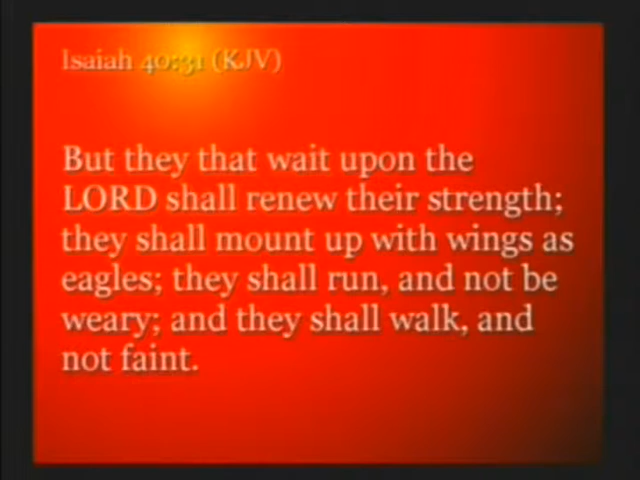 Isaiah 40:31 (KJV)
But they that wait upon the
LORD shall renew their strength;
they shall mount up with wings as
eagles; they shall run, and not be
weary; and they shall walk, and
not faint.